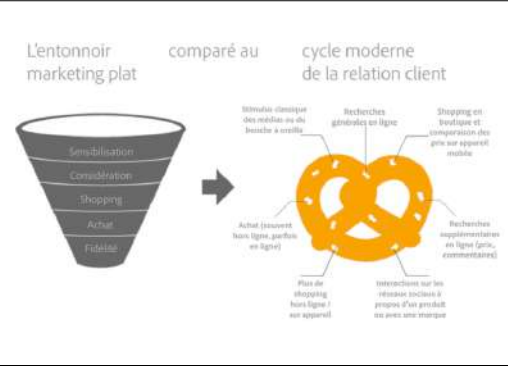 L'entonnoir
marketing plat
comparé au
cycle moderne
de la relation client
Sensibilisation
Considération
Shopping
Achat
Fidelité
Stimulus classique
des médias ou du
bouche à oreille
Recherches
générales en ligne
Shopping en
boutique et
comparaison des
prix sur appareil
mobile
Achat (souvent
hors ligne, parfois
en ligne)
Recherches
supplémentaires
en ligne (prix,
commentaires)
Plus de
shopping
hors ligne /
sur appareil
Interactions sur les
réseaux sociaux à
propos d'un produit
ou avec une marque